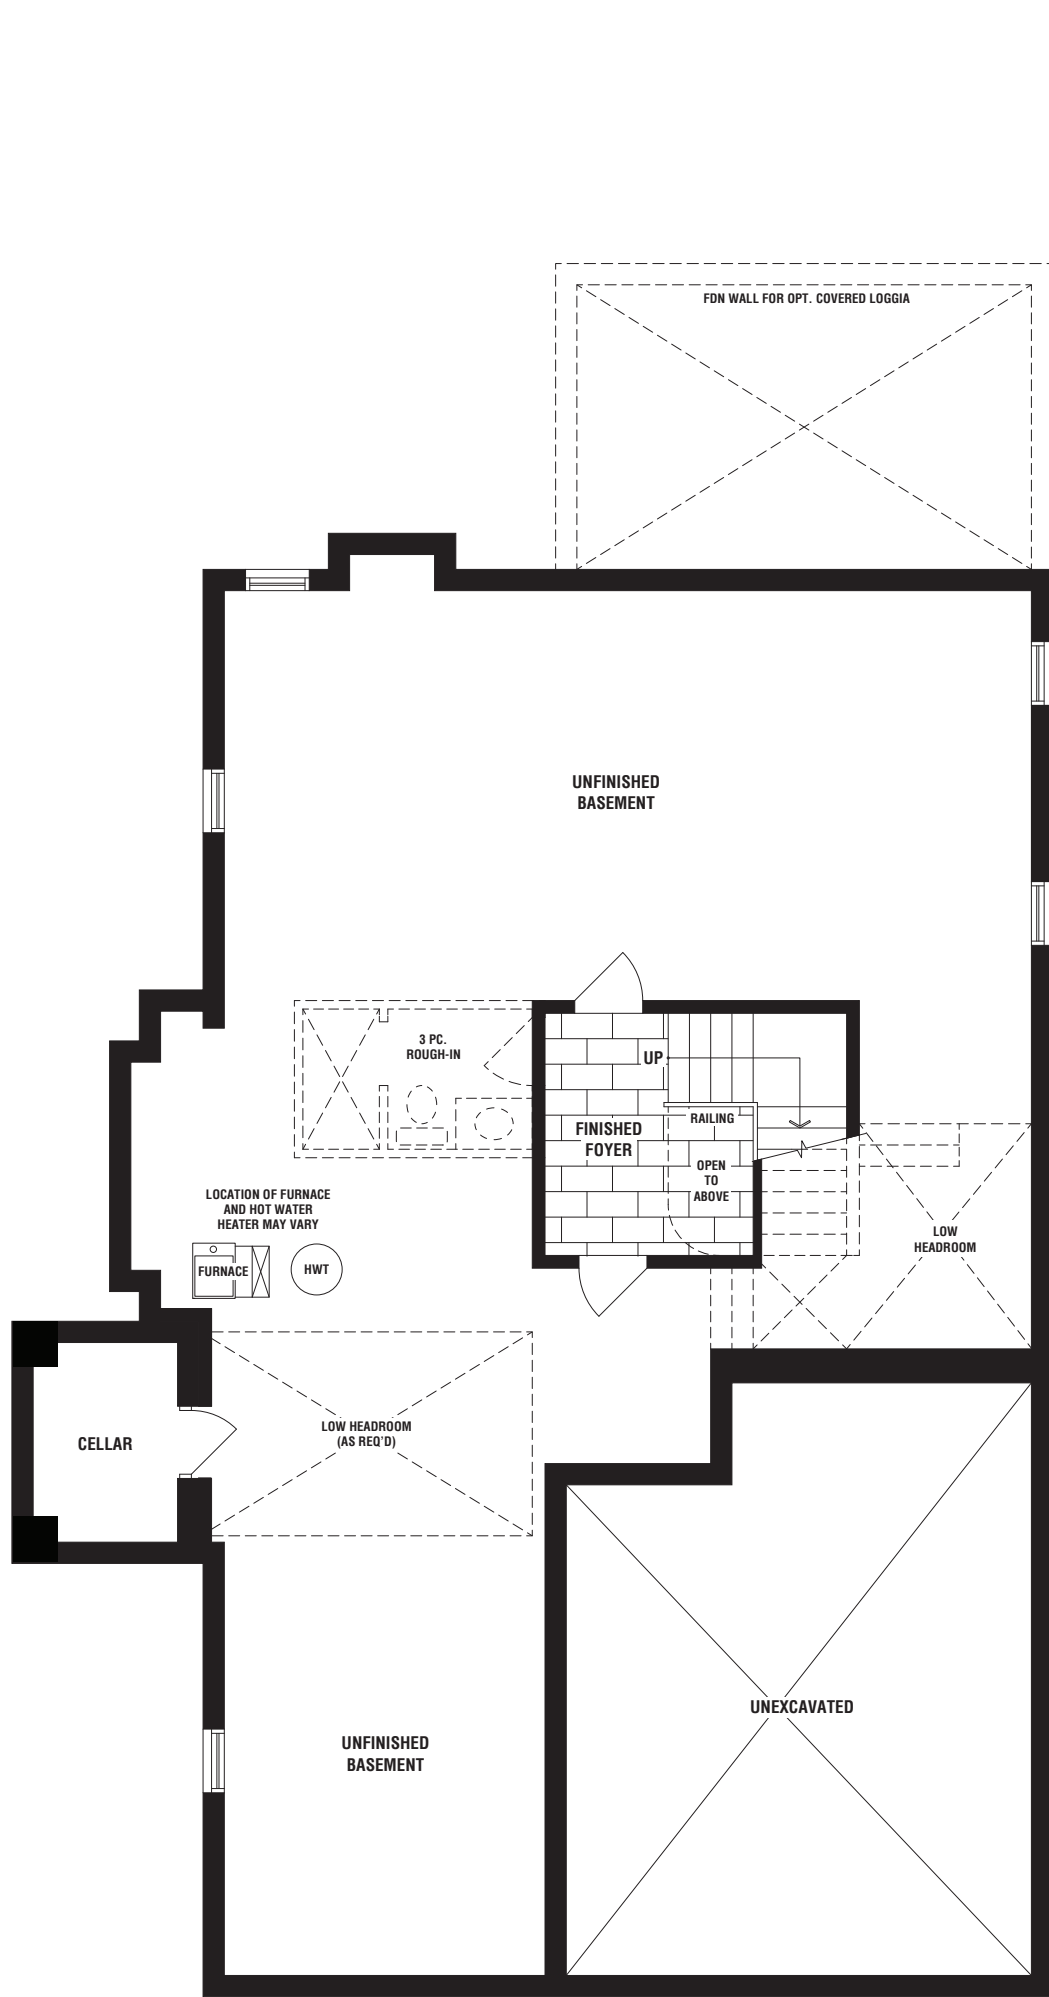 FDN WALL FOR OPT. COVERED LOGGIA
UNFINISHED
BASEMENT
3 PC.
ROUGH-IN
UP
RAILING
FINISHED
FOYER
OPEN
TO
ABOVE
LOCATION OF FURNACE
AND HOT WATER
HEATER MAY VARY
LOW
HEADROOM
FURNACE
HWT
LOW HEADROOM
(AS REQ'D)
CELLAR
UNEXCAVATED
UNFINISHED
BASEMENT